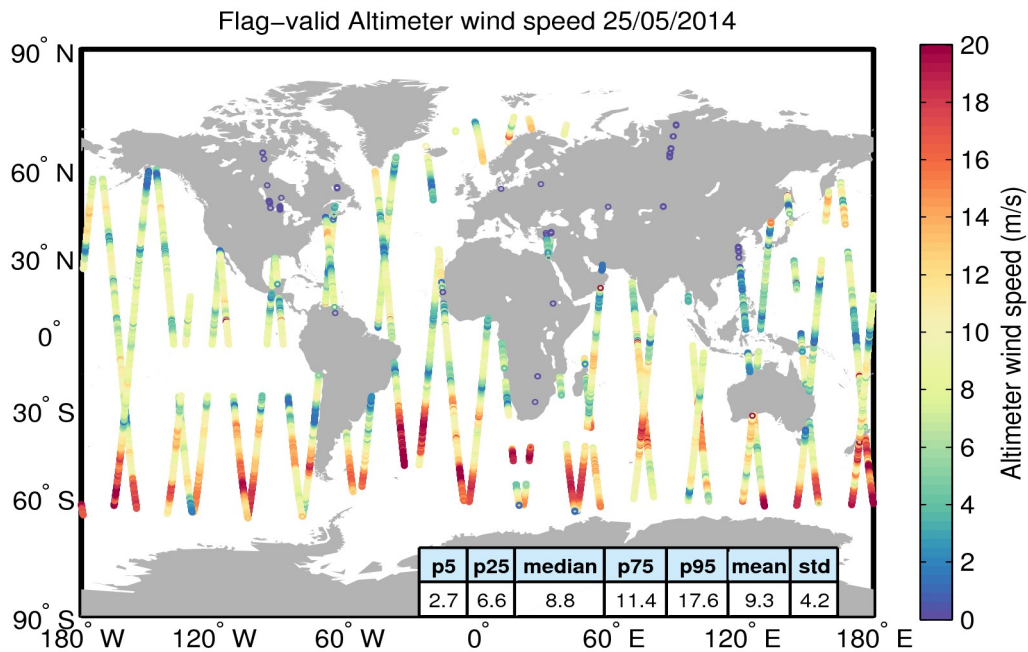 Flag−valid Altimeter wind speed 25/05/2014
90° N
60° N
30° N
0°
30° S
60° S
90° S
180° W
120° W
60° W
0°
60° E
120° E
180° E
p5 p25 median p75 p95 mean std
2.7 6.6 8.8 11.4 17.6 9.3 4.2
20
18
16
14
12
10
8
6
4
2
0
Altimeter wind speed (m/s)